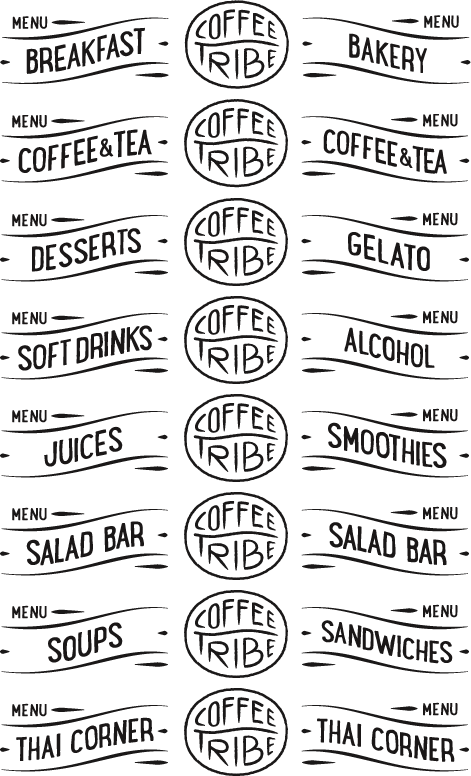 MENU
BREAKFAST
COFFEE
TRIBE
MENU
BAKERY
MENU
COFFEE&TEA
COFFEE
TRIBE
MENU
COFFEE&TEA
MENU
DESSERTS
COFFEE
TRIBE
MENU
GELATO
MENU
SOFT DRINKS
COFFEE
TRIBE
MENU
ALCOHOL
MENU
JUICES
COFFEE
TRIBE
MENU
SMOOTHIES
MENU
SALAD BAR
COFFEE
TRIBE
MENU
SALAD BAR
MENU
SOUPS
COFFEE
TRIBE
MENU
SANDWICHES
MENU
THAI CORNER
COFFEE
TRIBE
MENU
THAI CORNER